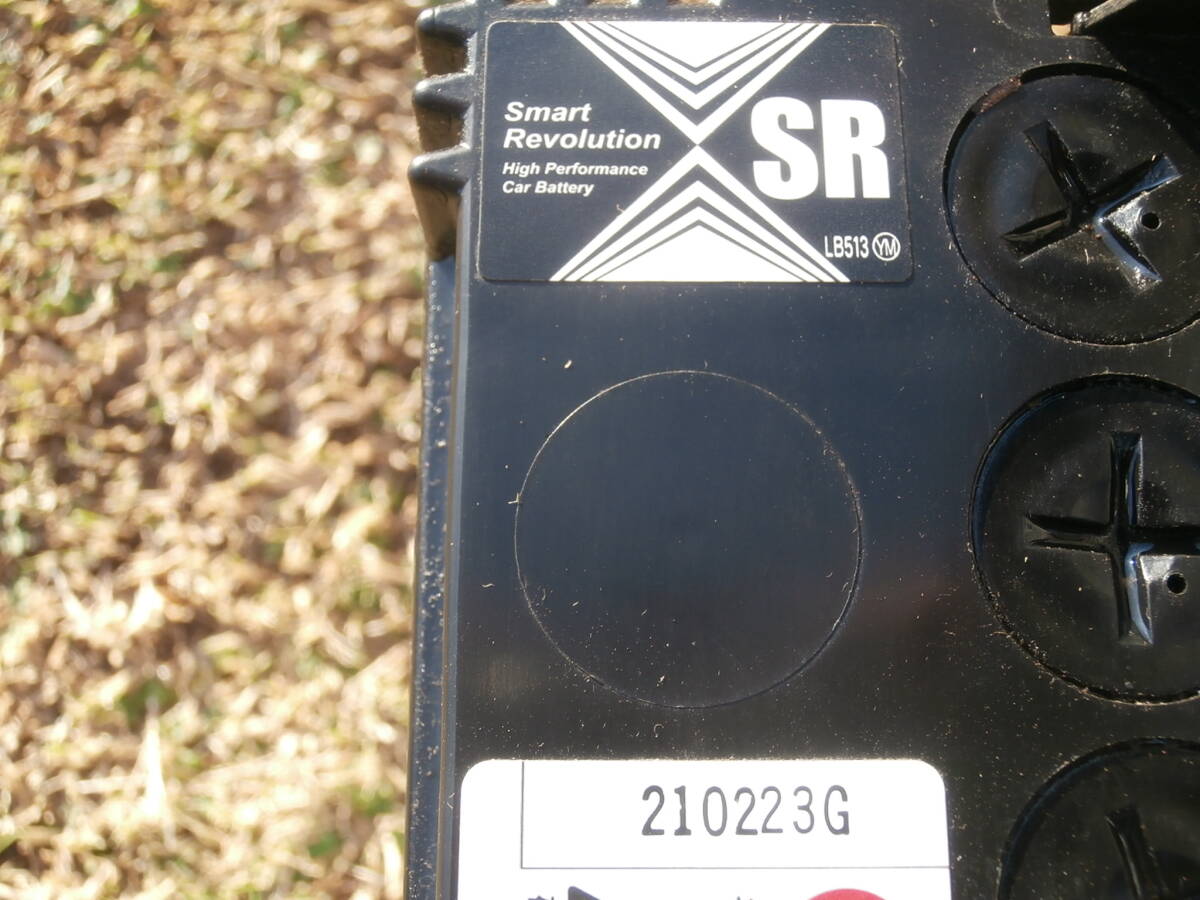 Smart
Revolution
High Performance
Car Battery
SR
LB513 YM
210223G